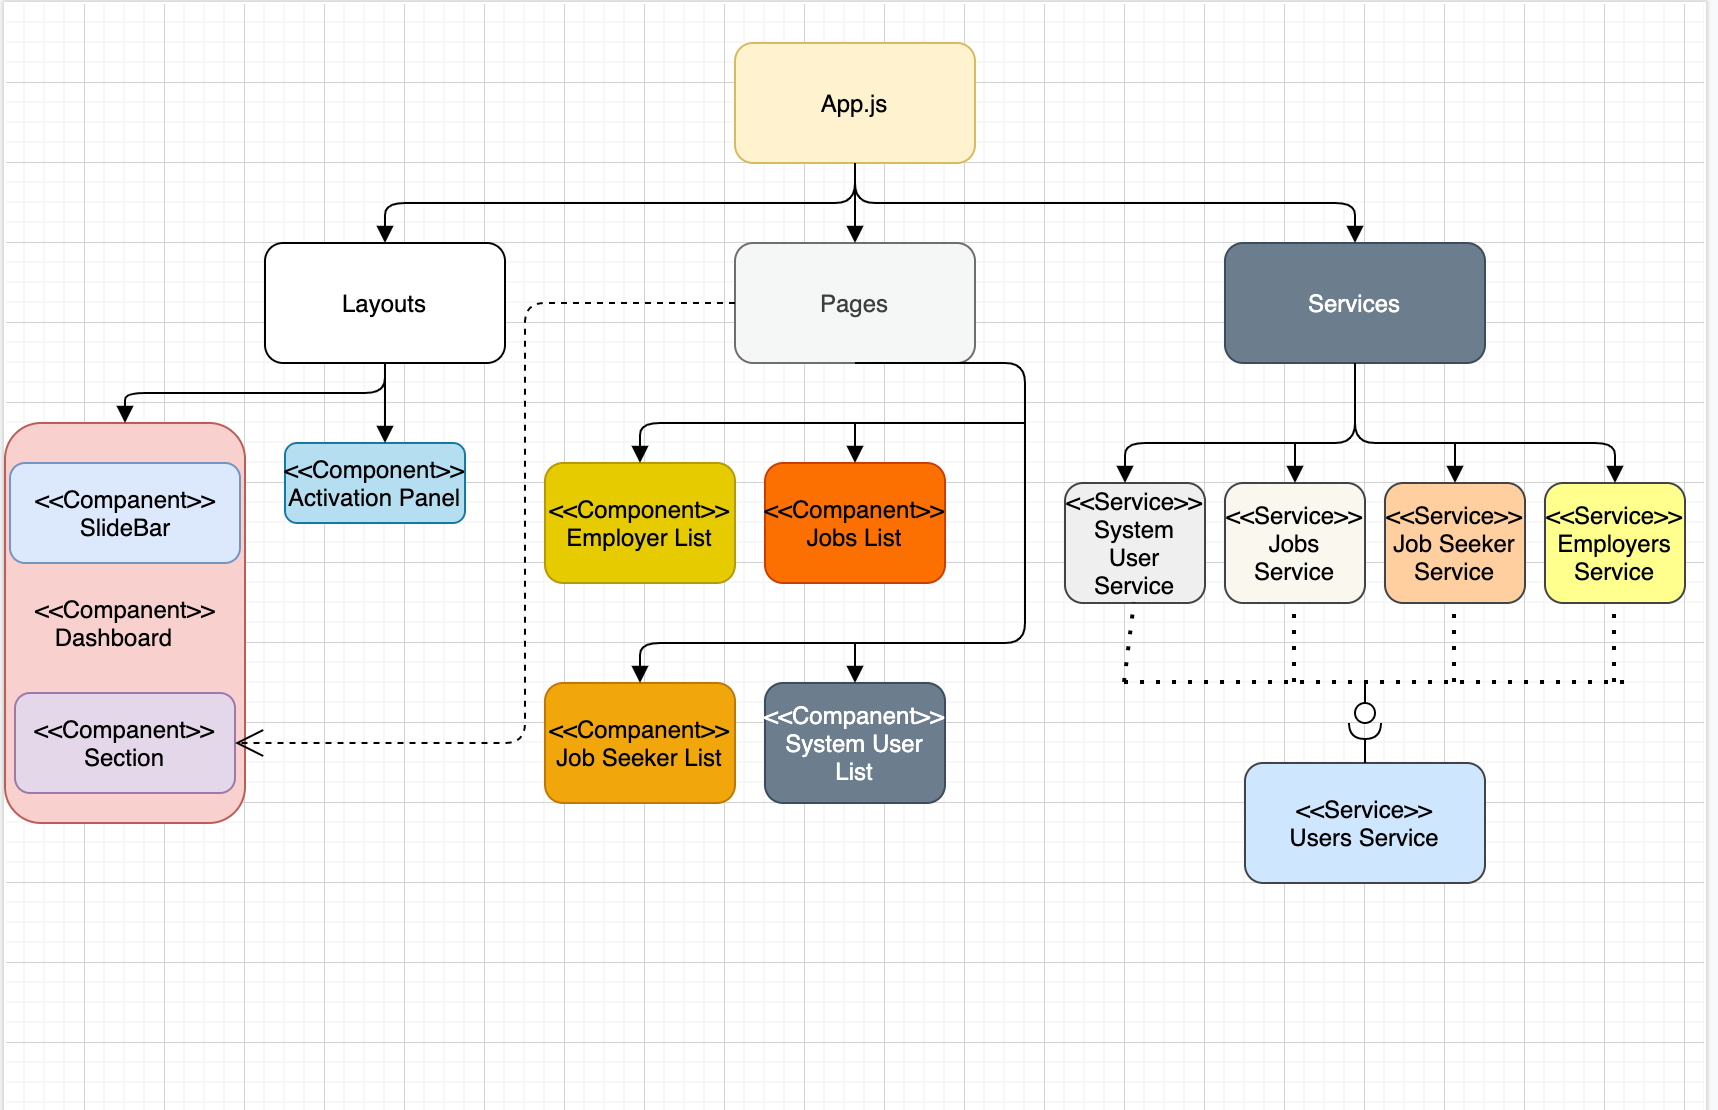 App.js
Layouts
Pages
Services
<<Companent>>
SlideBar
<<Companent>>
Dashboard
<<Companent>>
Section
<<Component>>
Activation Panel
<<Component>>
Employer List
<<Companent>>
Jobs List
<<Companent>>
Job Seeker List
<<Companent>>
System User
List
<<Service>>
System
User
Service
<<Service>>
Jobs
Service
<<Service>>
Job Seeker
Service
<<Service>>
Employers
Service
<<Service>>
Users Service